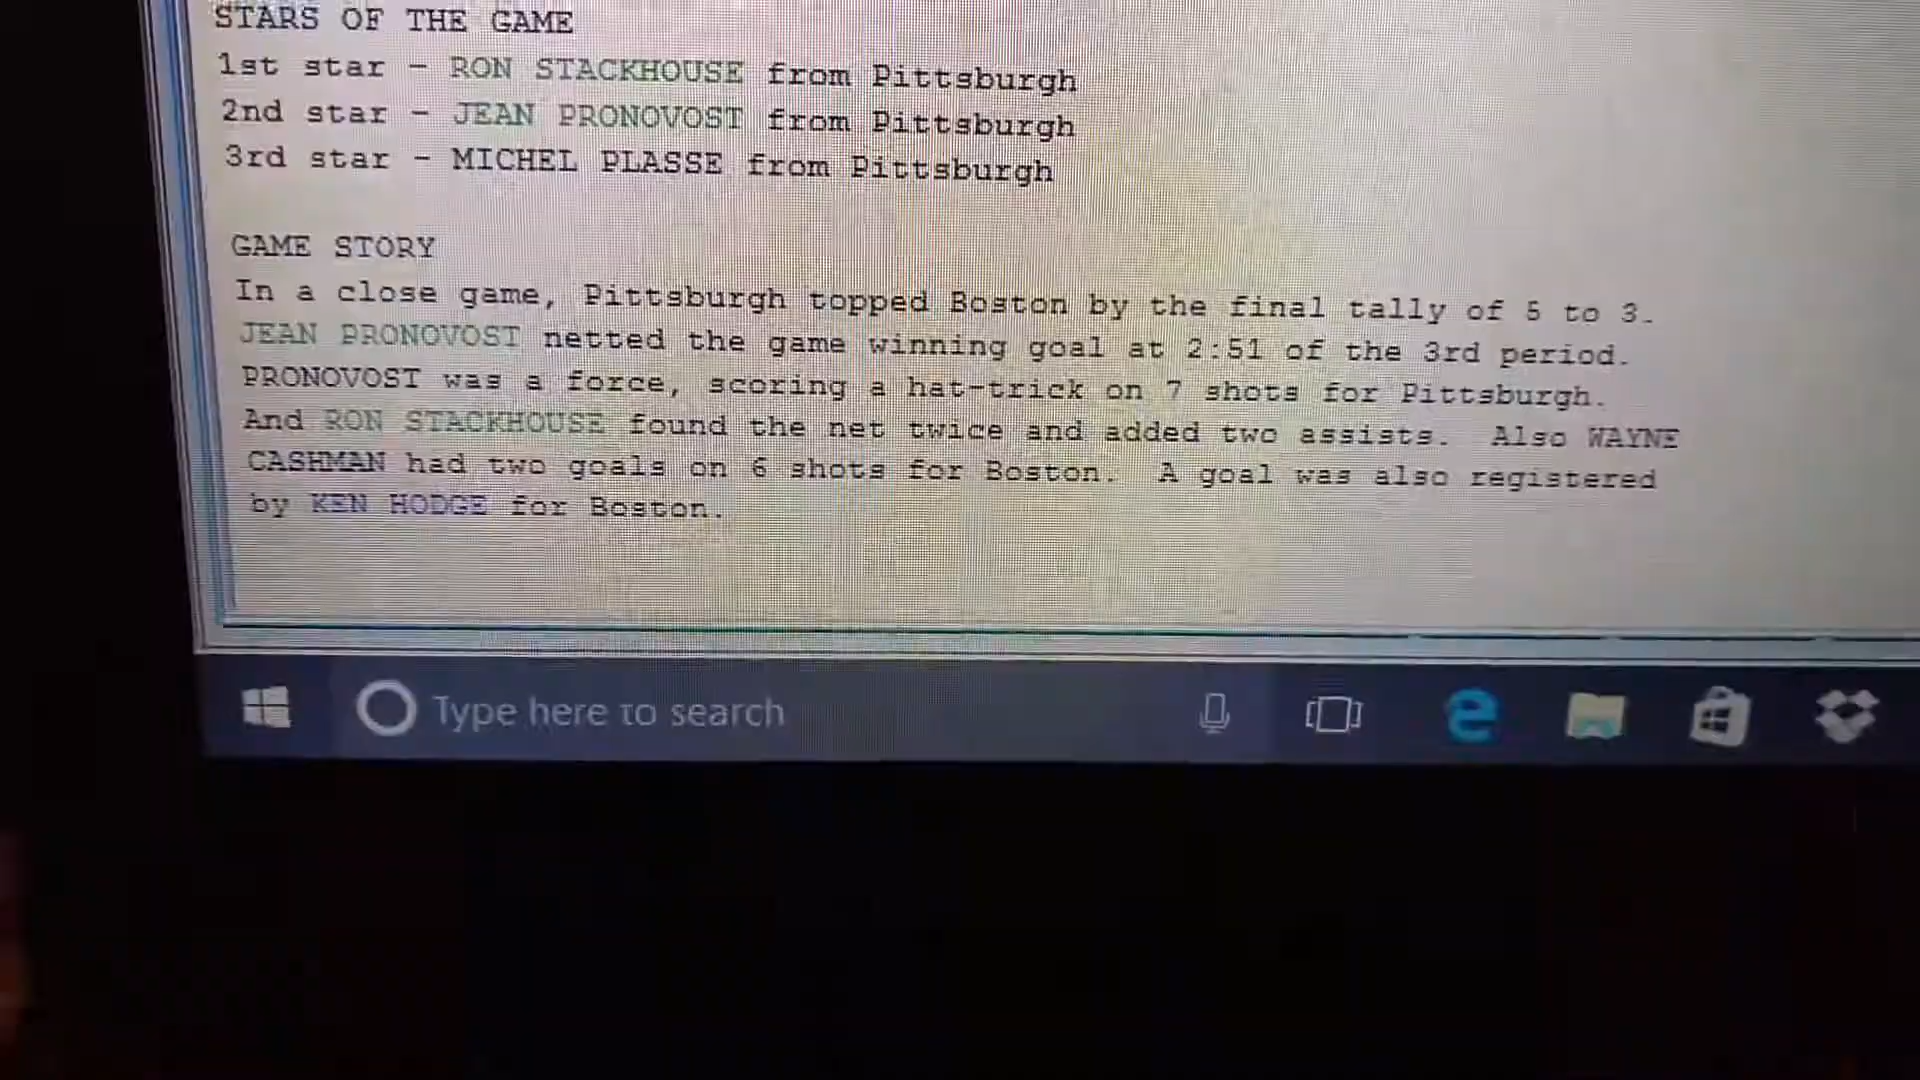 STARS OF THE GAME
1st star - RON STACKHOUSE from Pittsburgh
2nd star - JEAN PRONOVOST from Pittsburgh
3rd star - MICHEL PLASSE from Pittsburgh
GAME STORY
In a close game, Pittsburgh topped Boston by the final tally of 5 to 3.
JEAN PRONOVOST netted the game winning goal at 2:51 of the 3rd period.
PRONOVOST was a force, scoring a hat-trick on 7 shots for Pittsburgh.
And RON STACKHOUSE found the net twice and added two assists.  Also WAYNE
CASHMAN had two goals on 6 shots for Boston.  A goal was also registered
by KEN HODGE for Boston.
Type here to search